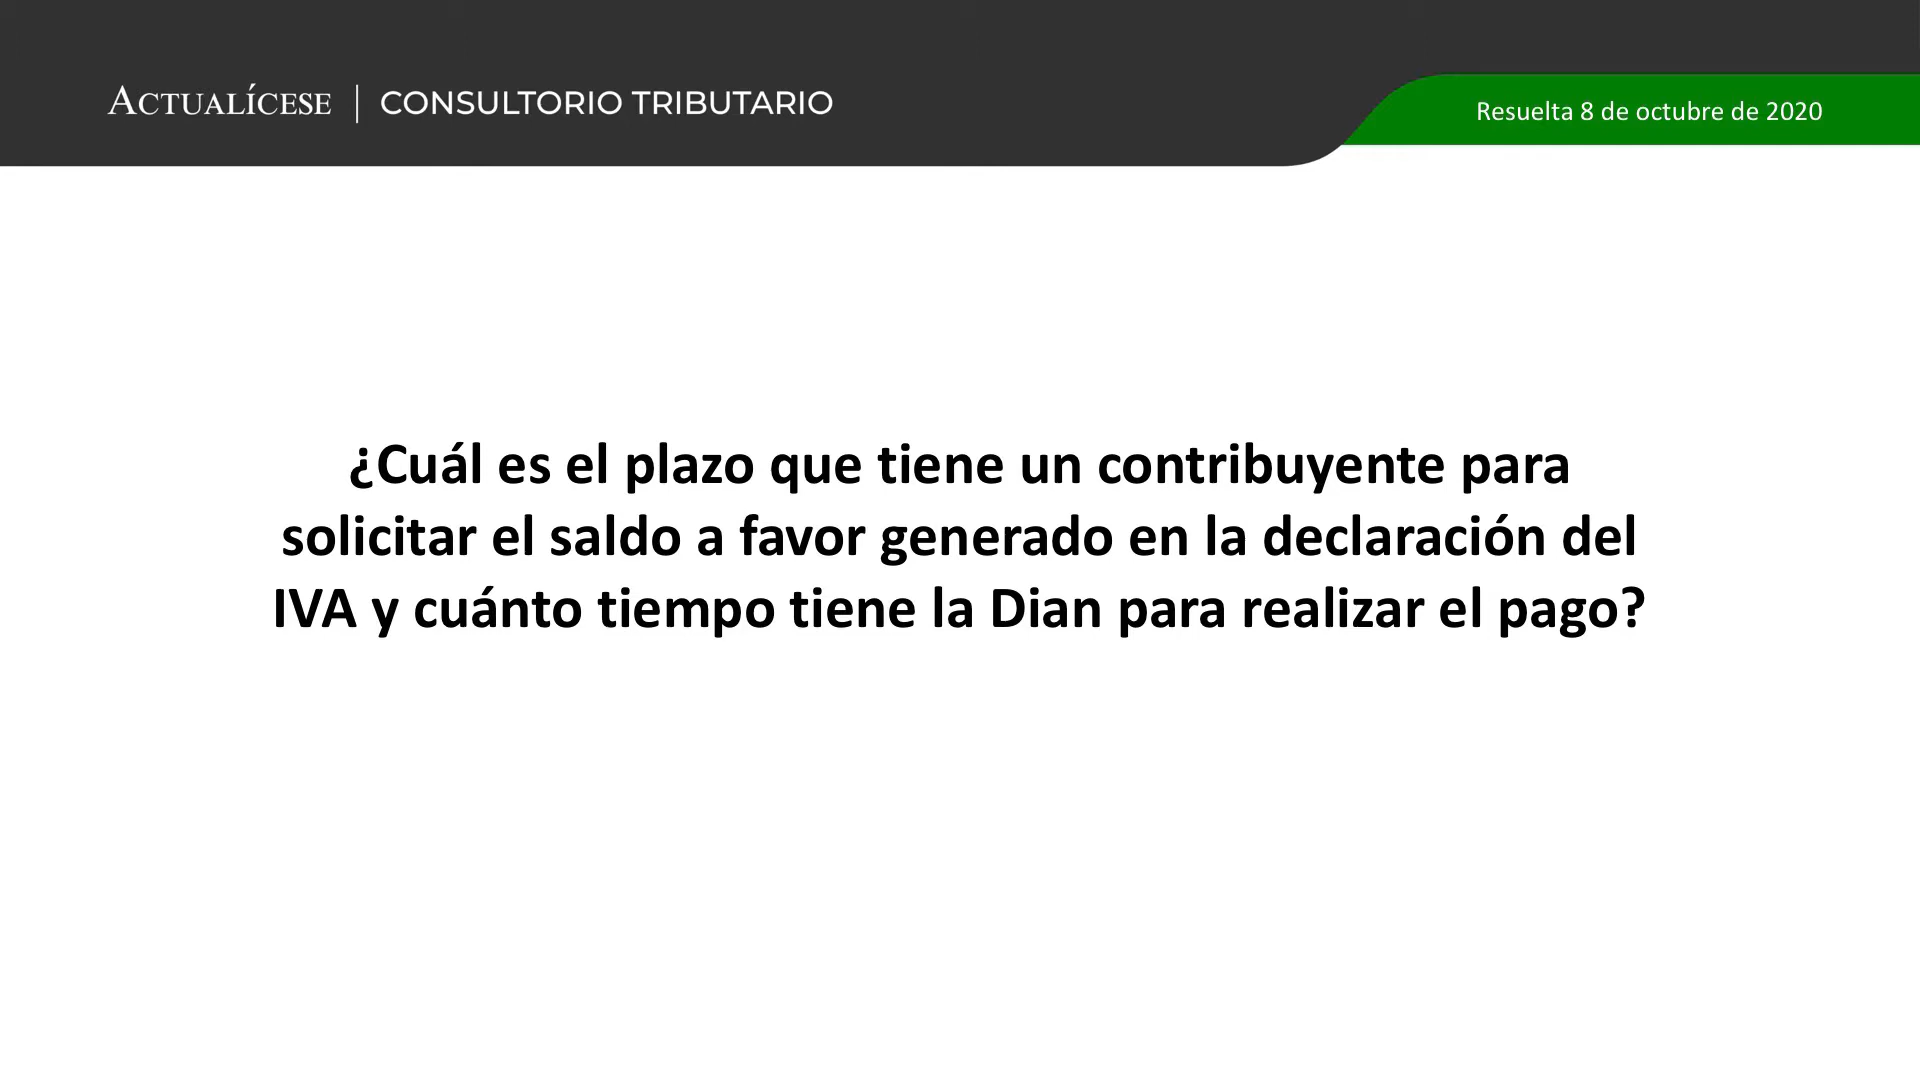 ACTUALÍCESE | CONSULTORIO TRIBUTARIO
Resuelta 8 de octubre de 2020
¿Cuál es el plazo que tiene un contribuyente para
solicitar el saldo a favor generado en la declaración del
IVA y cuánto tiempo tiene la Dian para realizar el pago?